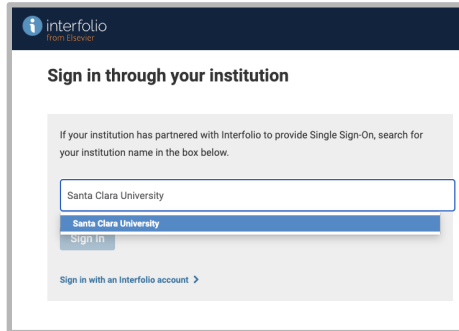 interfolio
from Elsevier
Sign in through your institution
If your institution has partnered with Interfolio to provide Single Sign-On, search for
your institution name in the box below.
Santa Clara University
Santa Clara University
Sign In
Sign in with an Interfolio account